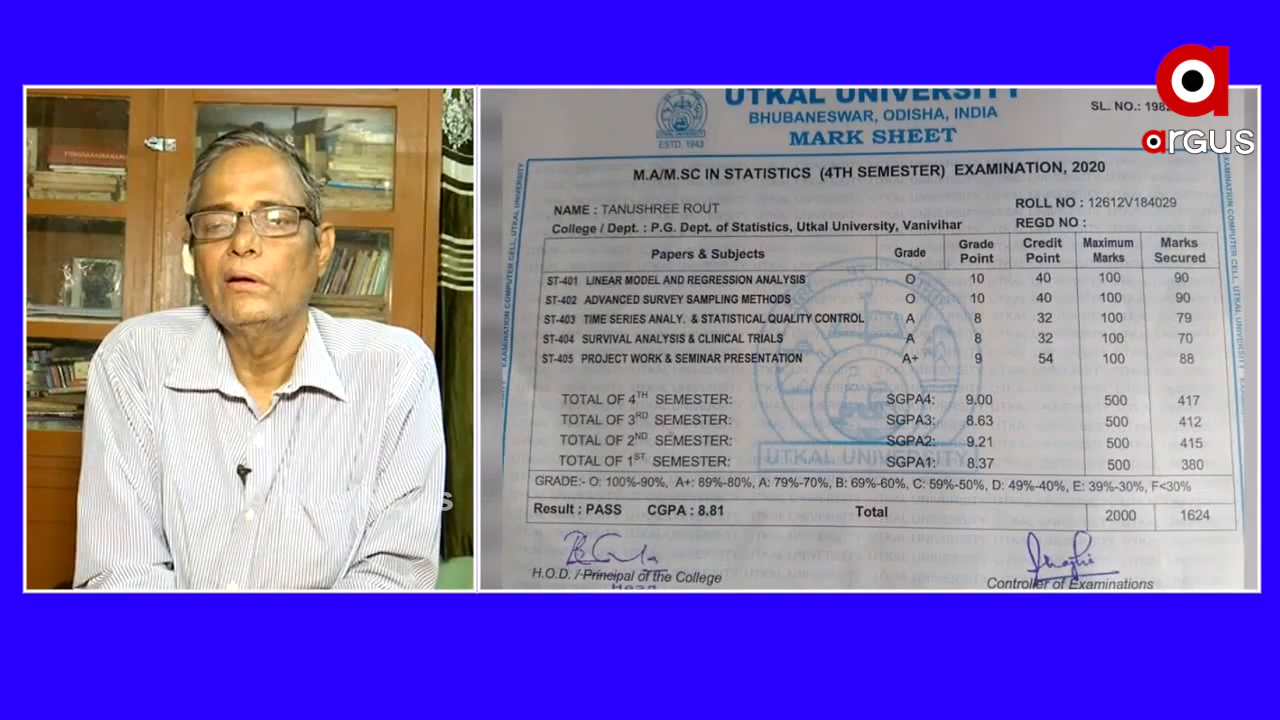 argus
UTKAL UNIVERSITY
BHUBANESWAR, ODISHA, INDIA
MARK SHEET
SL. NO.: 198
ESTD. 1943
M.A/M.SC IN STATISTICS (4TH SEMESTER) EXAMINATION, 2020
NAME : TANUSHREE ROUT ROLL NO : 12612V184029
College / Dept. : P.G. Dept. of Statistics, Utkal University, Vanivihar REGD NO :
Papers & Subjects Grade Grade Point Credit Point Maximum Marks Marks Secured
ST-401 LINEAR MODEL AND REGRESSION ANALYSIS O 10 40 100 90
ST-402 ADVANCED SURVEY SAMPLING METHODS O 10 40 100 90
ST-403 TIME SERIES ANALY. & STATISTICAL QUALITY CONTROL A 8 32 100 79
ST-404 SURVIVAL ANALYSIS & CLINICAL TRIALS A 8 32 100 70
ST-405 PROJECT WORK & SEMINAR PRESENTATION A+ 9 54 100 88
TOTAL OF 4TH SEMESTER: SGPA4: 9.00 500 417
TOTAL OF 3RD SEMESTER: SGPA3: 8.63 500 412
TOTAL OF 2ND SEMESTER: SGPA2: 9.21 500 415
TOTAL OF 1ST SEMESTER: SGPA1: 8.37 500 380
UTKAL UNIVERSITY
GRADE:- O: 100%-90%, A+: 89%-80%, A: 79%-70%, B: 69%-60%, C: 59%-50%, D: 49%-40%, E: 39%-30%, F<30%
Result : PASS CGPA : 8.81 Total 2000 1624
H.O.D. / Principal of the College Controller of Examinations
Head